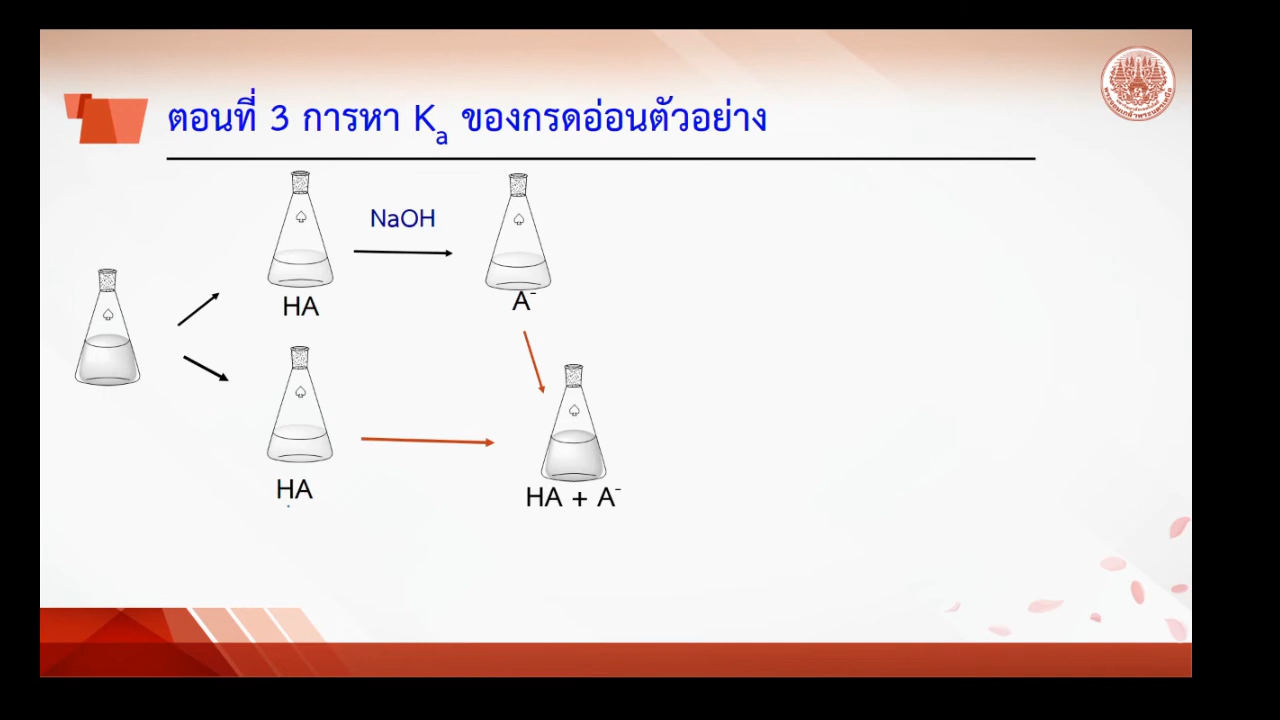 ตอนที่ 3 การหา Ka ของกรดอ่อนตัวอย่าง
NaOH
HA
A-
HA
HA + A-